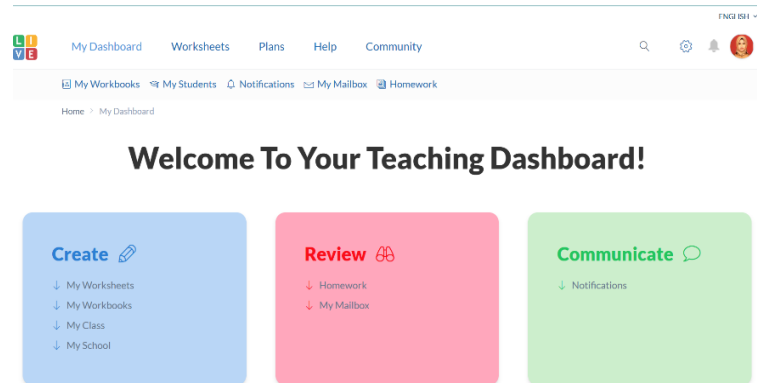 ENGLISH
LIVE
My Dashboard Worksheets Plans Help Community
My Workbooks My Students Notifications My Mailbox Homework
Home > My Dashboard
Welcome To Your Teaching Dashboard!
Create
My Worksheets
My Workbooks
My Class
My School
Review
Homework
My Mailbox
Communicate
Notifications